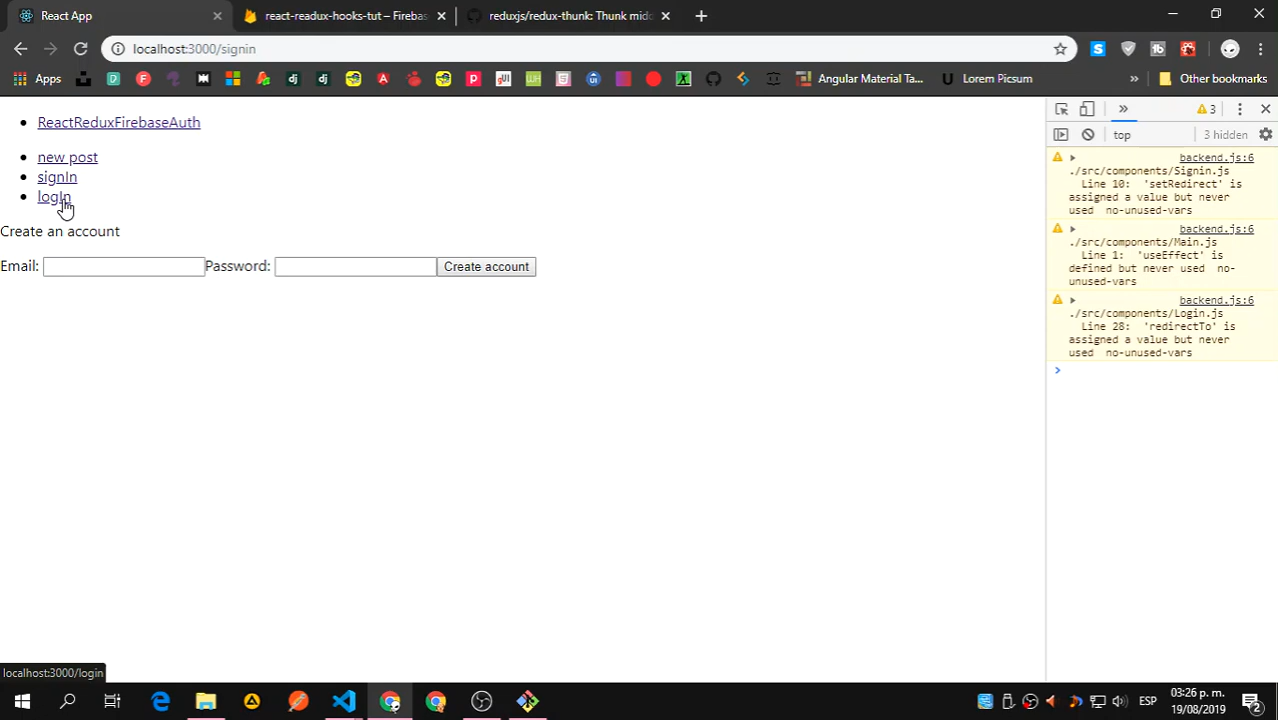 React App
react-readux-hooks-tut – Firebas
reduxjs/redux-thunk: Thunk mid
localhost:3000/signin
Apps
Angular Material Ta...
Lorem Picsum
Other bookmarks
ReactReduxFirebaseAuth
new post
signIn
logIn
Create an account
Email:
Password:
Create account
3
top
3 hidden
backend.js:6
./src/components/Signin.js
Line 10: 'setRedirect' is
assigned a value but never
used no-unused-vars
backend.js:6
./src/components/Main.js
Line 1: 'useEffect' is
defined but never used no-
unused-vars
backend.js:6
./src/components/Login.js
Line 28: 'redirectTo' is
assigned a value but never
used no-unused-vars
localhost:3000/login
ESP
03:26 p. m.
19/08/2019
2